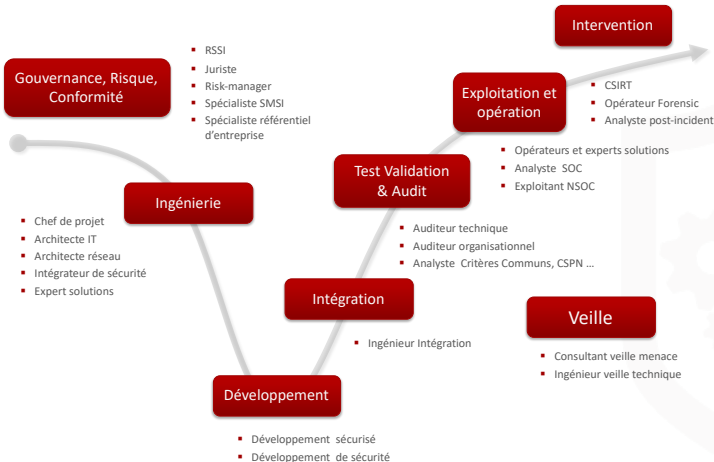 Gouvernance, Risque,
Conformité
RSSI
Juriste
Risk-manager
Spécialiste SMSI
Spécialiste référentiel
d'entreprise
Ingénierie
Chef de projet
Architecte IT
Architecte réseau
Intégrateur de sécurité
Expert solutions
Développement
Développement sécurisé
Développement de sécurité
Intégration
Ingénieur Intégration
Test Validation
& Audit
Auditeur technique
Auditeur organisationnel
Analyste Critères Communs, CSPN ...
Exploitation et
opération
Opérateurs et experts solutions
Analyste SOC
Exploitant NSOC
Intervention
CSIRT
Opérateur Forensic
Analyste post-incident
Veille
Consultant veille menace
Ingénieur veille technique